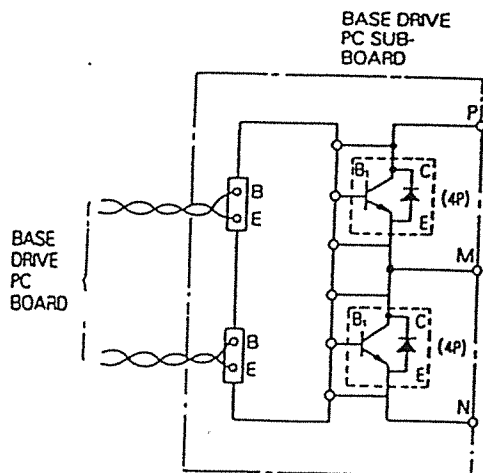 BASE DRIVE
PC SUB-
BOARD
P
B₁
C
(4P)
E
B
E
M
BASE
DRIVE
PC
BOARD
B
E
B₁
C
(4P)
E
N